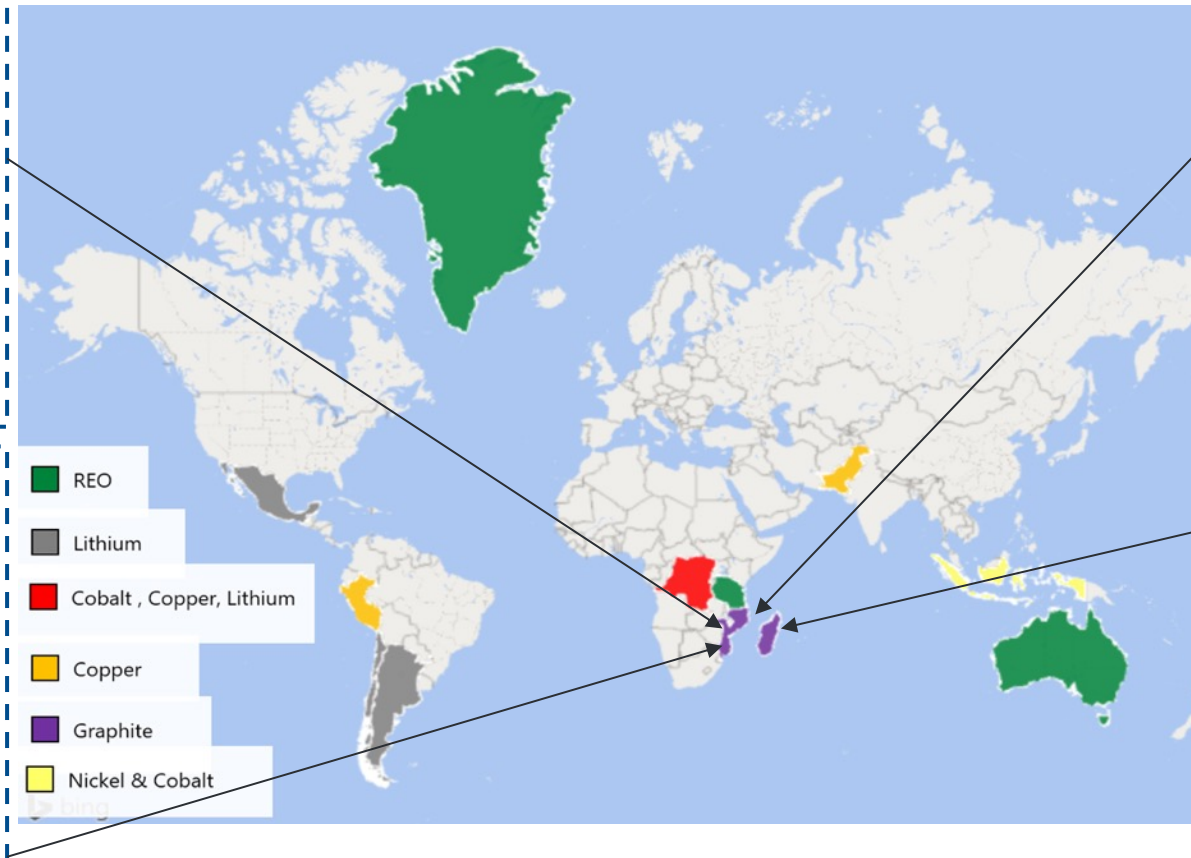 REO
Lithium
Cobalt , Copper, Lithium
Copper
Graphite
Nickel & Cobalt
bing